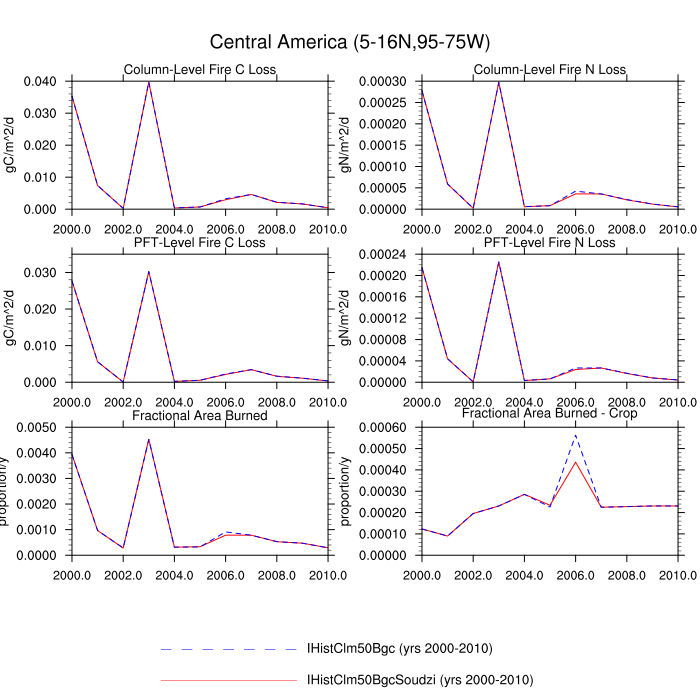 Central America (5-16N,95-75W)
Column-Level Fire C Loss
gC/m^2/d
0.040
0.030
0.020
0.010
0.000
2000.0 2002.0 2004.0 2006.0 2008.0 2010.0
Column-Level Fire N Loss
gN/m^2/d
0.00030
0.00025
0.00020
0.00015
0.00010
0.00005
0.00000
2000.0 2002.0 2004.0 2006.0 2008.0 2010.0
PFT-Level Fire C Loss
gC/m^2/d
0.030
0.020
0.010
0.000
2000.0 2002.0 2004.0 2006.0 2008.0 2010.0
PFT-Level Fire N Loss
gN/m^2/d
0.00024
0.00020
0.00016
0.00012
0.00008
0.00004
0.00000
2000.0 2002.0 2004.0 2006.0 2008.0 2010.0
Fractional Area Burned
proportion/y
0.0050
0.0040
0.0030
0.0020
0.0010
0.0000
2000.0 2002.0 2004.0 2006.0 2008.0 2010.0
Fractional Area Burned - Crop
proportion/y
0.00060
0.00050
0.00040
0.00030
0.00020
0.00010
0.00000
2000.0 2002.0 2004.0 2006.0 2008.0 2010.0
IHistClm50Bgc (yrs 2000-2010)
IHistClm50BgcSoudzi (yrs 2000-2010)